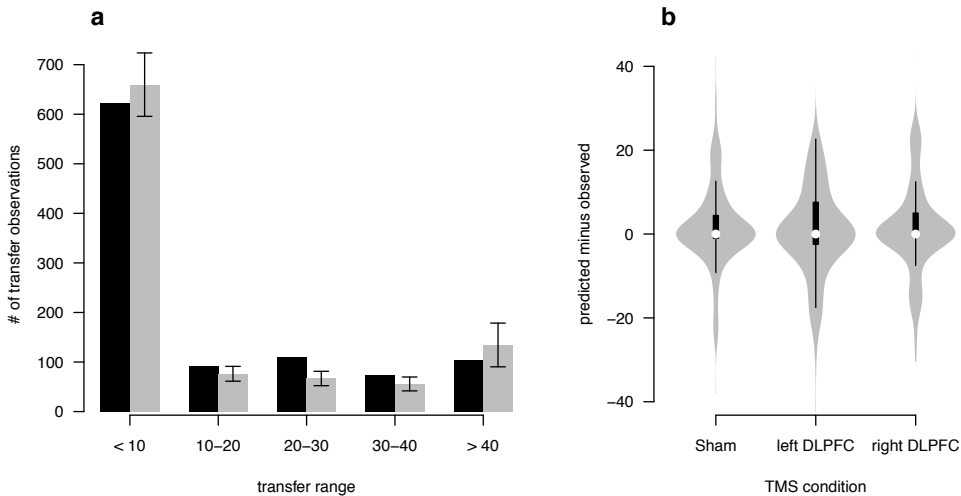 a
# of transfer observations
700
600
500
400
300
200
100
0
< 10
10−20
20−30
30−40
> 40
transfer range
b
predicted minus observed
40
20
0
−20
−40
Sham
left DLPFC
right DLPFC
TMS condition